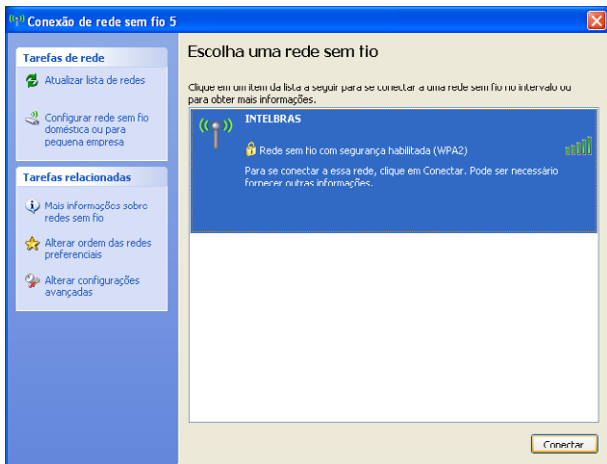 Conexão de rede sem fio 5
Tarefas de rede
Atualizar lista de redes
Configurar rede sem fio
doméstica ou para
pequena empresa
Tarefas relacionadas
Mais informações sobre
redes sem fio
Alterar ordem das redes
preferenciais
Alterar configurações
avançadas
Escolha uma rede sem fio
Clique em um item da lista a seguir para se conectar a uma rede sem fio no intervalo ou
para obter mais informações.
INTELBRAS
Rede sem fio com segurança habilitada (WPA2)
Para se conectar a essa rede, clique em Conectar. Pode ser necessário
fornecer outras informações.
Conectar